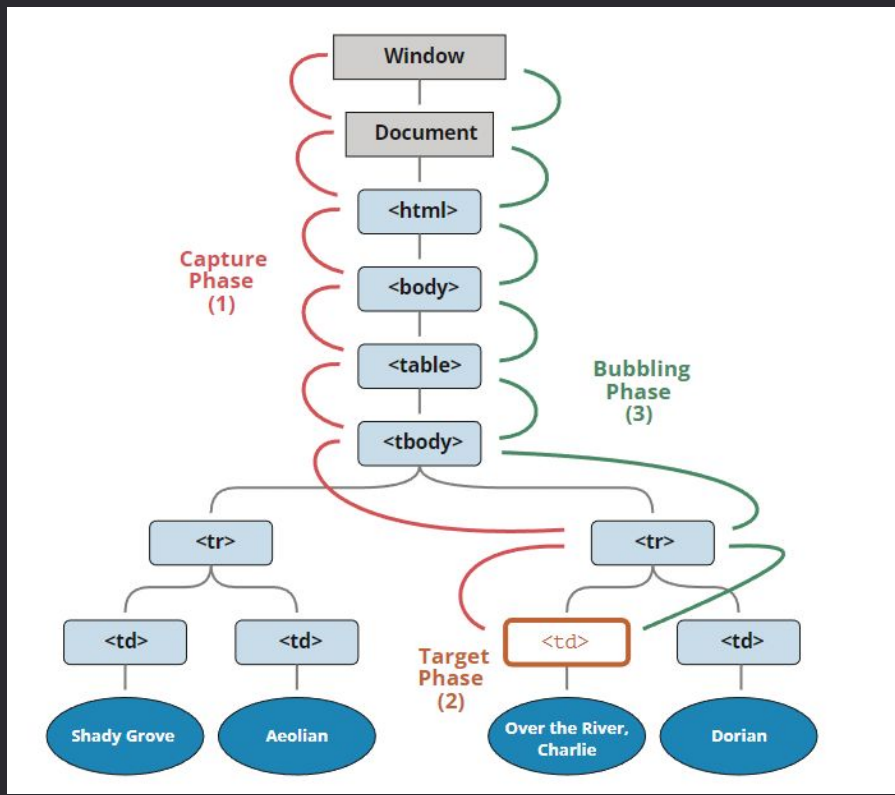 Window
Document
<html>
Capture
Phase
(1)
<body>
<table>
Bubbling
Phase
(3)
<tbody>
<tr>
<tr>
<td>
<td>
<td>
<td>
Target
Phase
(2)
Shady Grove
Aeolian
Over the River,
Charlie
Dorian